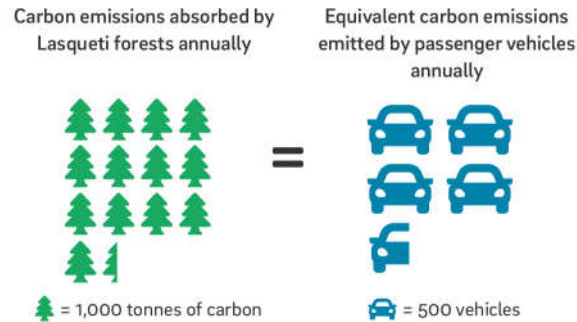 Carbon emissions absorbed by
Lasqueti forests annually
Equivalent carbon emissions
emitted by passenger vehicles
annually
=
= 1,000 tonnes of carbon
= 500 vehicles